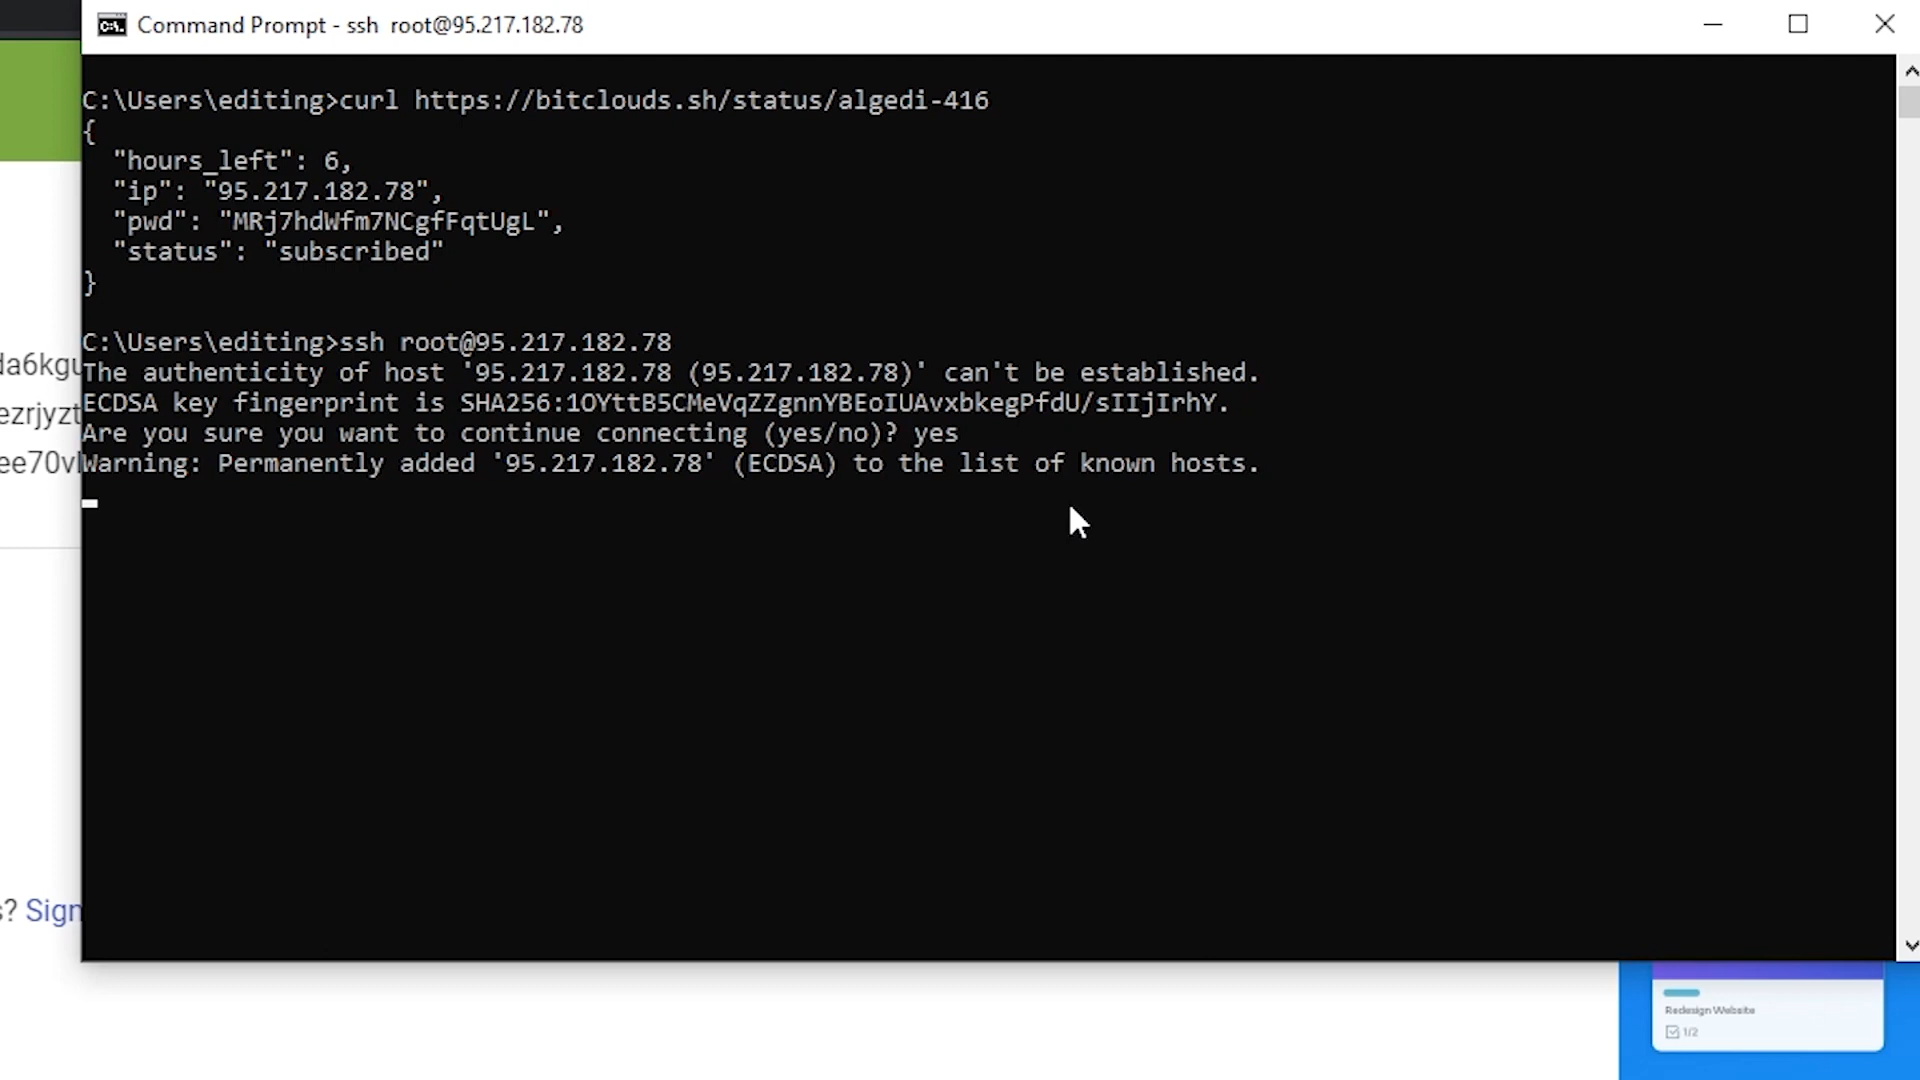 Command Prompt - ssh root@95.217.182.78
C:\Users\editing>curl https://bitclouds.sh/status/algedi-416
{
"hours_left": 6,
"ip": "95.217.182.78",
"pwd": "MRj7hdWfm7NCgfFqtUgL",
"status": "subscribed"
}
C:\Users\editing>ssh root@95.217.182.78
The authenticity of host '95.217.182.78 (95.217.182.78)' can't be established.
ECDSA key fingerprint is SHA256:1OYttB5CMeVqZZgnnYBEoIUAvxbkegPfdU/sIIjIrhY.
Are you sure you want to continue connecting (yes/no)? yes
Warning: Permanently added '95.217.182.78' (ECDSA) to the list of known hosts.
da6kgu
ezrjyzt
ee70v
s? Sign
Redesign Website
1/2